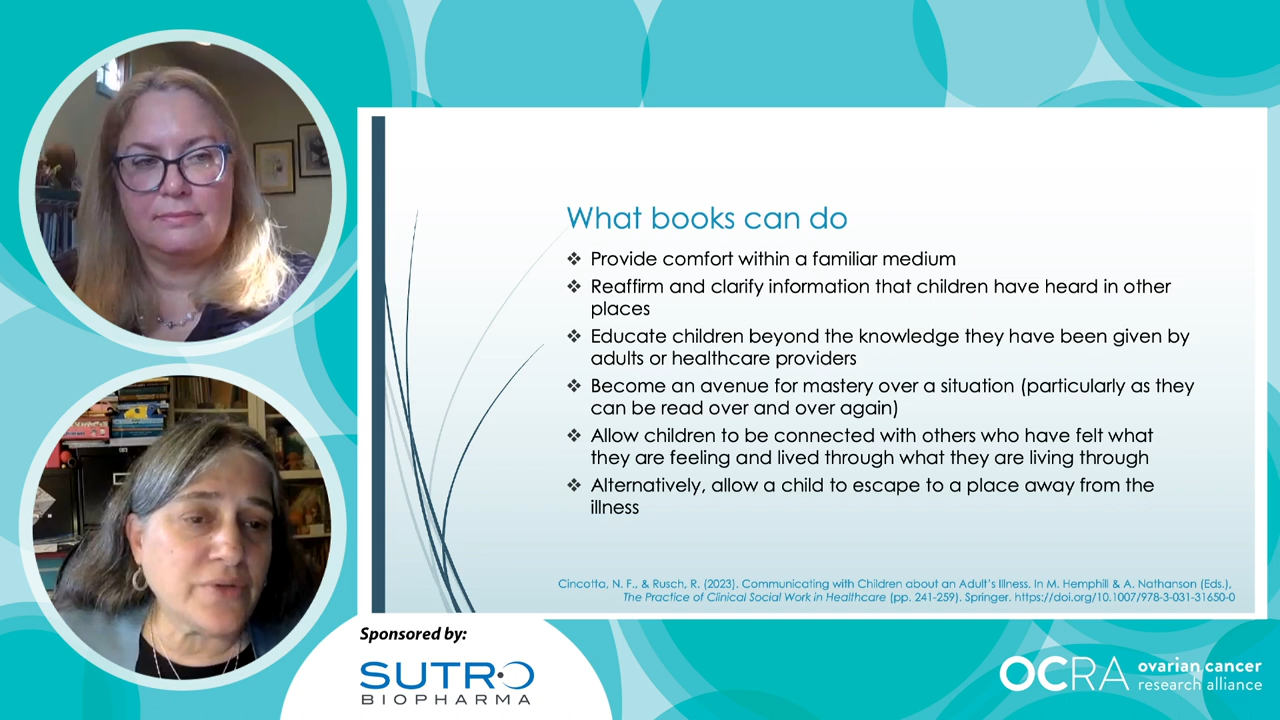 What books can do
❖ Provide comfort within a familiar medium
❖ Reaffirm and clarify information that children have heard in other
places
❖ Educate children beyond the knowledge they have been given by
adults or healthcare providers
❖ Become an avenue for mastery over a situation (particularly as they
can be read over and over again)
❖ Allow children to be connected with others who have felt what
they are feeling and lived through what they are living through
❖ Alternatively, allow a child to escape to a place away from the
illness
Cincotta, N. F., & Rusch, R. (2023). Communicating with Children about an Adult's Illness. In M. Hemphill & A. Nathanson (Eds.),
The Practice of Clinical Social Work in Healthcare (pp. 241-259). Springer. https://doi.org/10.1007/978-3-031-31650-0
Sponsored by:
SUTRO
BIOPHARMA
OCRA
ovarian cancer
research alliance